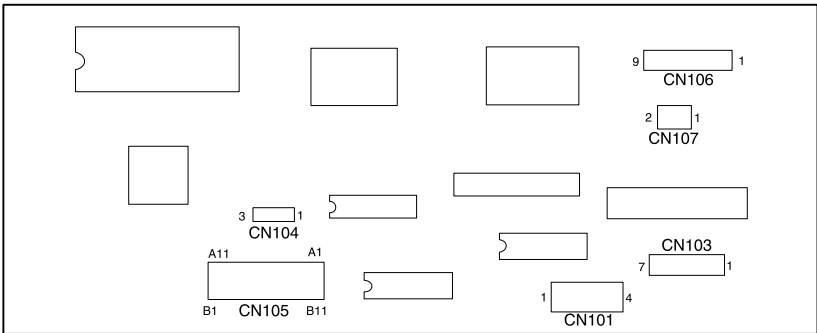 9 1
CN106
2 1
CN107
3 1
CN104
A11 A1
CN103
7 1
1 4
B1 CN105 B11
CN101